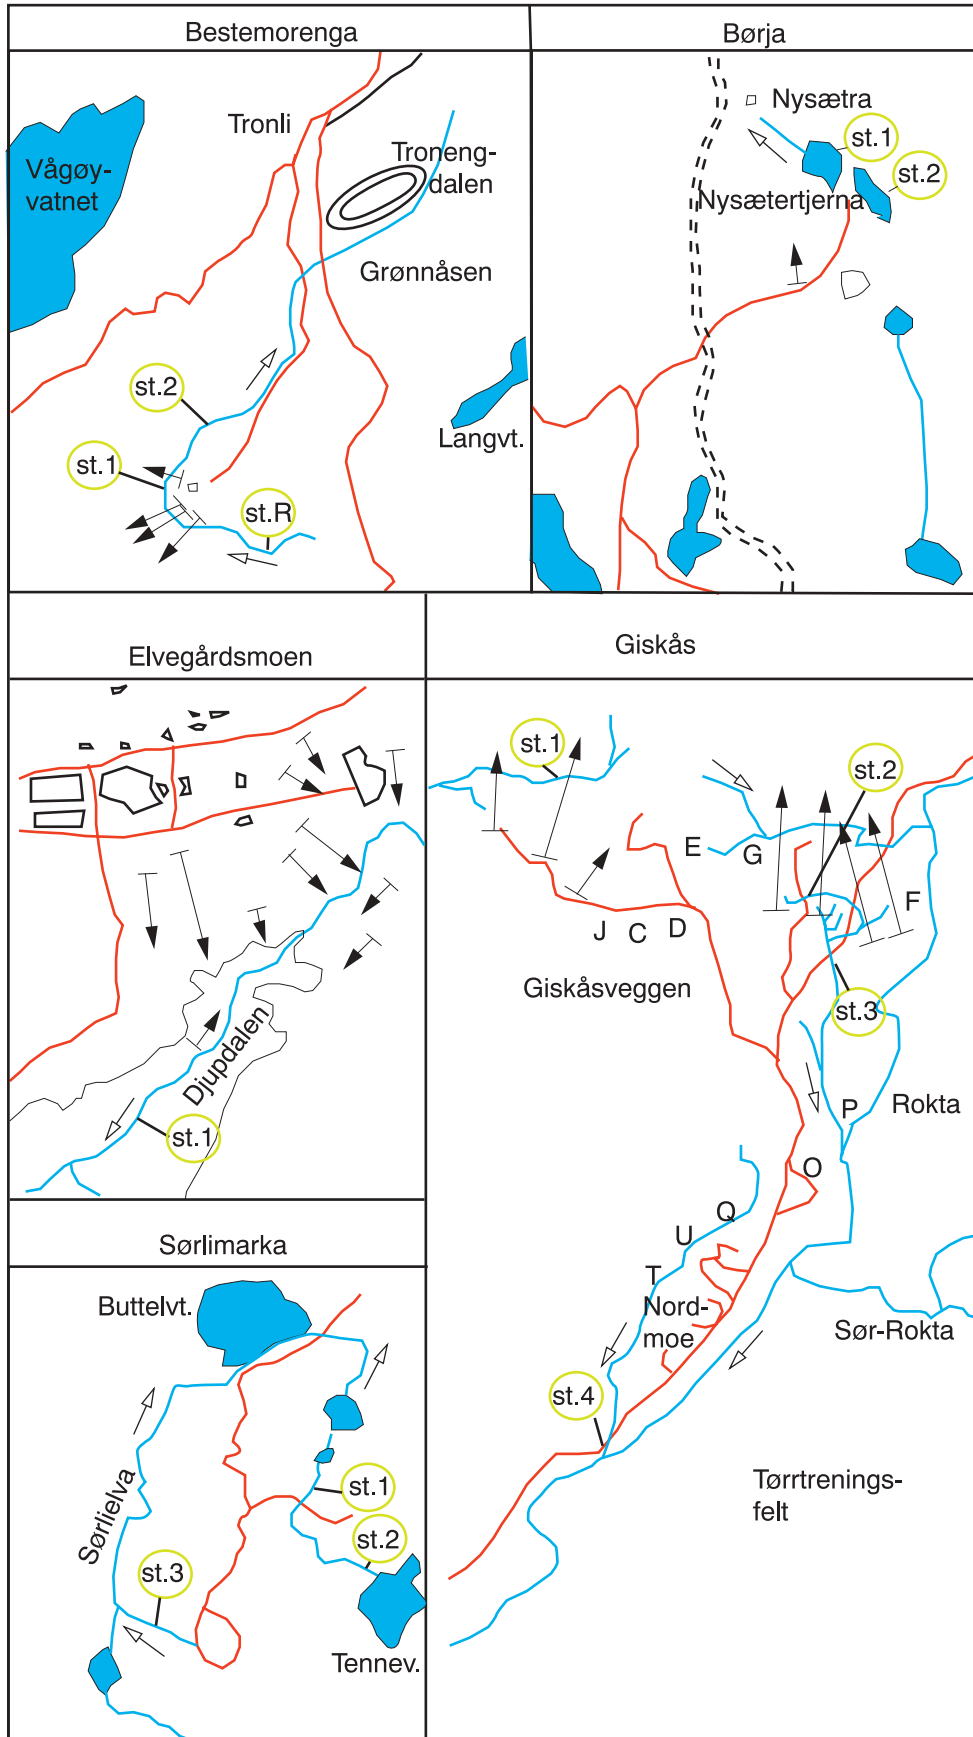 Bestemorenga
Tronli
Vågøy-
vatnet
Troneng-
dalen
Grønnåsen
st.2
st.1
st.R
Langvt.
Børja
Nysætra
st.1
st.2
Nysætertjerna
Elvegårdsmoen
Djupdalen
st.1
Giskås
st.1
st.2
E
G
F
J
C
D
Giskåsveggen
st.3
P
Rokta
O
Q
U
T
Nord-
moe
Sør-Rokta
st.4
Tørrtrenings-
felt
Sørlimarka
Buttelvt.
Sørlielva
st.1
st.2
st.3
Tennev.